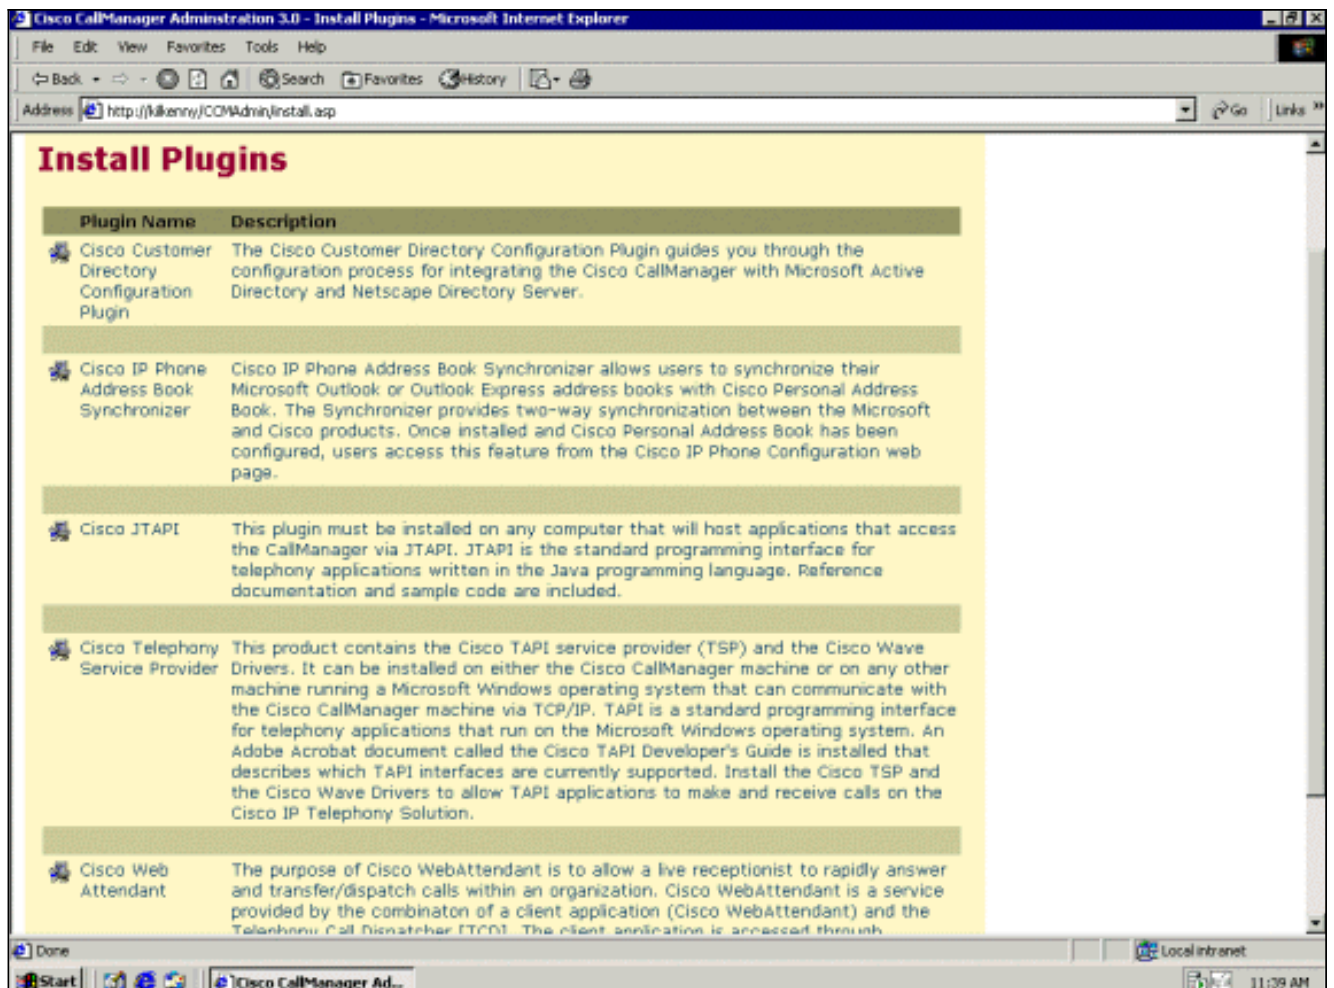 Cisco CallManager Adminstration 3.0 - Install Plugins - Microsoft Internet Explorer
File Edit View Favorites Tools Help
Back Search Favorites History
Address http://kilkenny/CCMAdmin/install.asp Go Links »
Install Plugins
Plugin Name Description
Cisco Customer Directory Configuration Plugin
The Cisco Customer Directory Configuration Plugin guides you through the
configuration process for integrating the Cisco CallManager with Microsoft Active
Directory and Netscape Directory Server.
Cisco IP Phone Address Book Synchronizer
Cisco IP Phone Address Book Synchronizer allows users to synchronize their
Microsoft Outlook or Outlook Express address books with Cisco Personal Address
Book. The Synchronizer provides two-way synchronization between the Microsoft
and Cisco products. Once installed and Cisco Personal Address Book has been
configured, users access this feature from the Cisco IP Phone Configuration web
page.
Cisco JTAPI
This plugin must be installed on any computer that will host applications that access
the CallManager via JTAPI. JTAPI is the standard programming interface for
telephony applications written in the Java programming language. Reference
documentation and sample code are included.
Cisco Telephony Service Provider
This product contains the Cisco TAPI service provider (TSP) and the Cisco Wave
Drivers. It can be installed on either the Cisco CallManager machine or on any other
machine running a Microsoft Windows operating system that can communicate with
the Cisco CallManager machine via TCP/IP. TAPI is a standard programming interface
for telephony applications that run on the Microsoft Windows operating system. An
Adobe Acrobat document called the Cisco TAPI Developer's Guide is installed that
describes which TAPI interfaces are currently supported. Install the Cisco TSP and
the Cisco Wave Drivers to allow TAPI applications to make and receive calls on the
Cisco IP Telephony Solution.
Cisco Web Attendant
The purpose of Cisco WebAttendant is to allow a live receptionist to rapidly answer
and transfer/dispatch calls within an organization. Cisco WebAttendant is a service
provided by the combinaton of a client application (Cisco WebAttendant) and the
Telephony Call Dispatcher [TCD]. The client application is accessed through
Done Local intranet
Start Cisco CallManager Ad... 11:39 AM